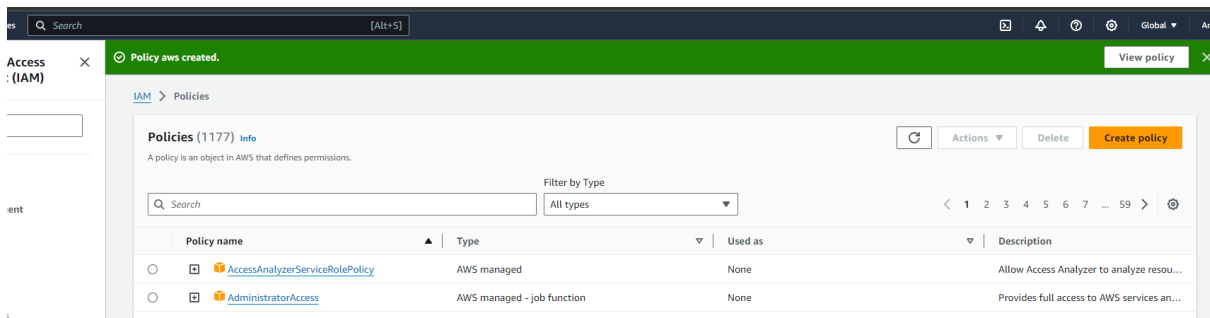 es Search [Alt+S] Global ▼ Ar
Access
: (IAM)
Policy aws created. View policy
IAM > Policies
Policies (1177) Info
A policy is an object in AWS that defines permissions.
Actions ▼ Delete Create policy
Filter by Type
Search All types ▼
< 1 2 3 4 5 6 7 ... 59 >
ent
Policy name ▲ Type Used as Description
AccessAnalyzerServiceRolePolicy AWS managed None Allow Access Analyzer to analyze resou...
AdministratorAccess AWS managed - job function None Provides full access to AWS services an...